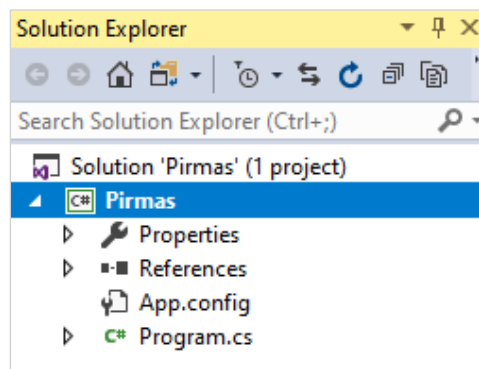 Solution Explorer
Search Solution Explorer (Ctrl+;)
Solution 'Pirmas' (1 project)
C# Pirmas
Properties
References
App.config
C# Program.cs